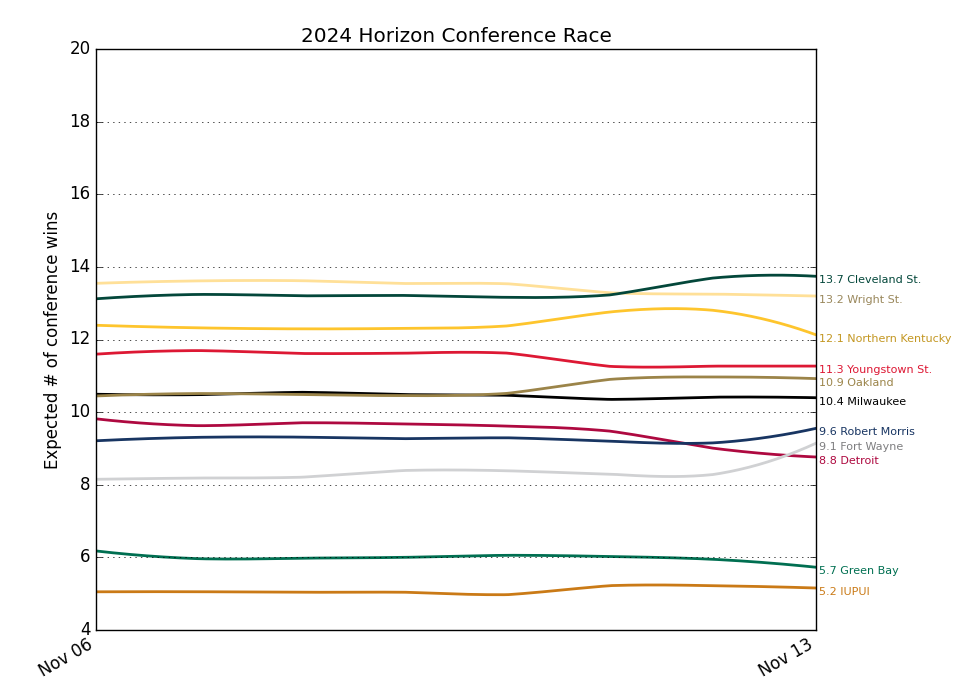 2024 Horizon Conference Race
Expected # of conference wins
20
18
16
14
12
10
8
6
4
Nov 06
Nov 13
13.7 Cleveland St.
13.2 Wright St.
12.1 Northern Kentucky
11.3 Youngstown St.
10.9 Oakland
10.4 Milwaukee
9.6 Robert Morris
9.1 Fort Wayne
8.8 Detroit
5.7 Green Bay
5.2 IUPUI